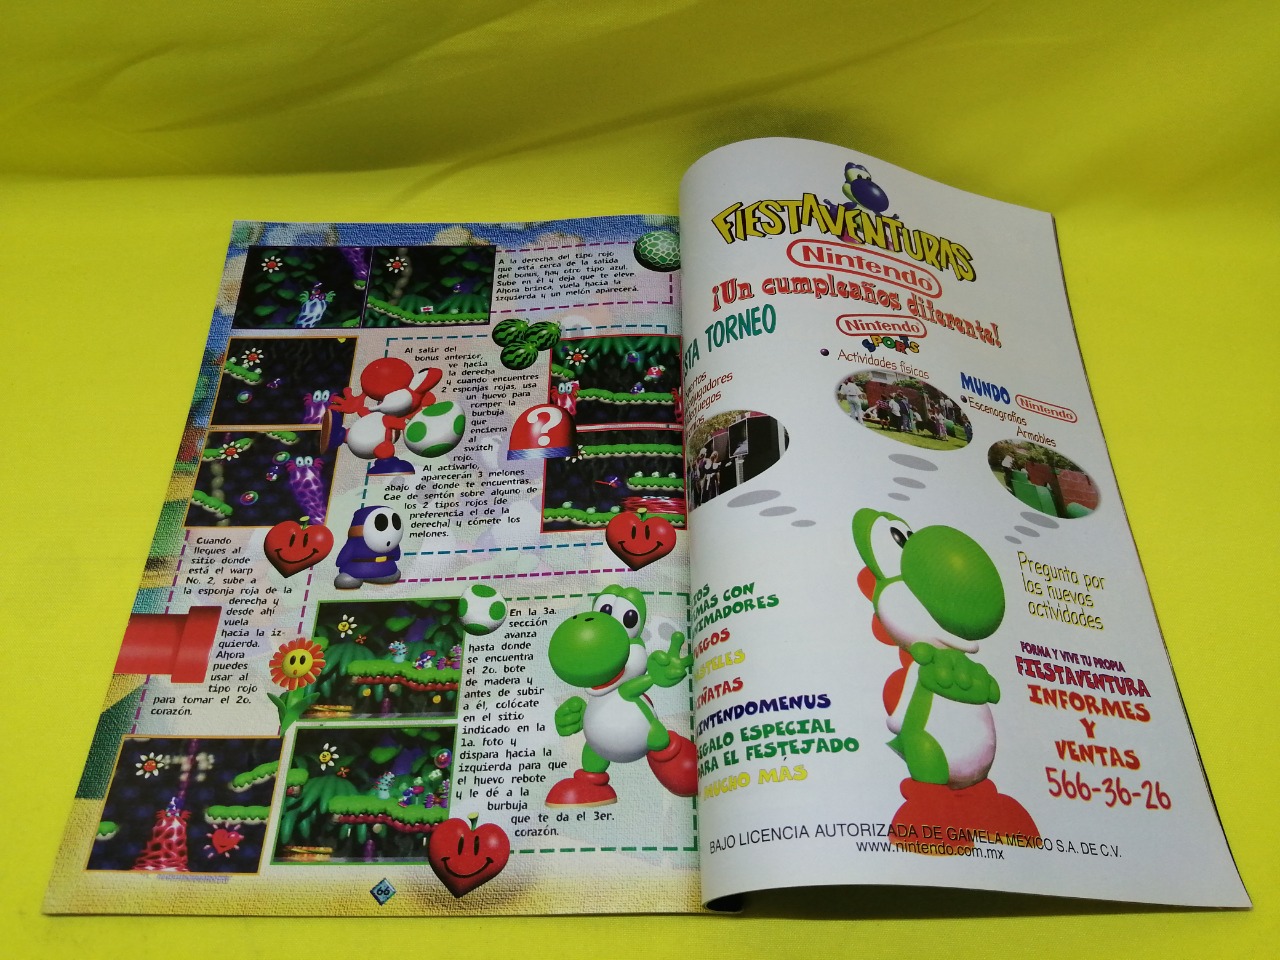 A la derecha del tipo rojo
que está cerca de la salida
del bonus, hay otro tipo azul.
Sube en él y deja que te eleve.
Ahora brinca, vuela hacia la
izquierda y un melón aparecerá.
Al salir del
bonus anterior,
ve hacia
la derecha
y cuando encuentres
2 esponjas rojas, usa
un huevo para
romper la
burbuja
que
encierra
al
switch
rojo.
Al activarlo,
aparecerán 3 melones
abajo de donde te encuentras.
Cae de sentón sobre alguno de
los 2 tipos rojos (de
preferencia el de la
derecha) y cómete los
melones.
?
Cuando
llegues al
sitio donde
está el warp
No. 2, sube a
la esponja roja de la
derecha y
desde ahí
vuela
hacia la iz-
quierda.
Ahora
puedes
usar al
tipo rojo
para tomar el 2o.
corazón.
En la 3a.
sección
avanza
hasta donde
se encuentra
el 2o. bote
de madera y
antes de subir
a él, colócate
en el sitio
indicado en la
1a. foto y
dispara hacia la
izquierda para que
el huevo rebote
y le dé a la
burbuja
que te da el 3er.
corazón.
66
FIESTAVENTURAS
Nintendo
¡Un cumpleaños diferente!
TORNEO
Nintendo
• Actividades físicas
MUNDO Nintendo
• Escenografías
Armables
Pregunta por
las nuevas
actividades
CON
PARA EL FESTEJADO
ESPECIAL
MUCHO MÁS
FORMA Y VIVE TU PROPIA
FIESTAVENTURA
INFORMES
Y
VENTAS
566-36-26
BAJO LICENCIA AUTORIZADA DE GAMELA MÉXICO S.A. DE C.V.
www.nintendo.com.mx